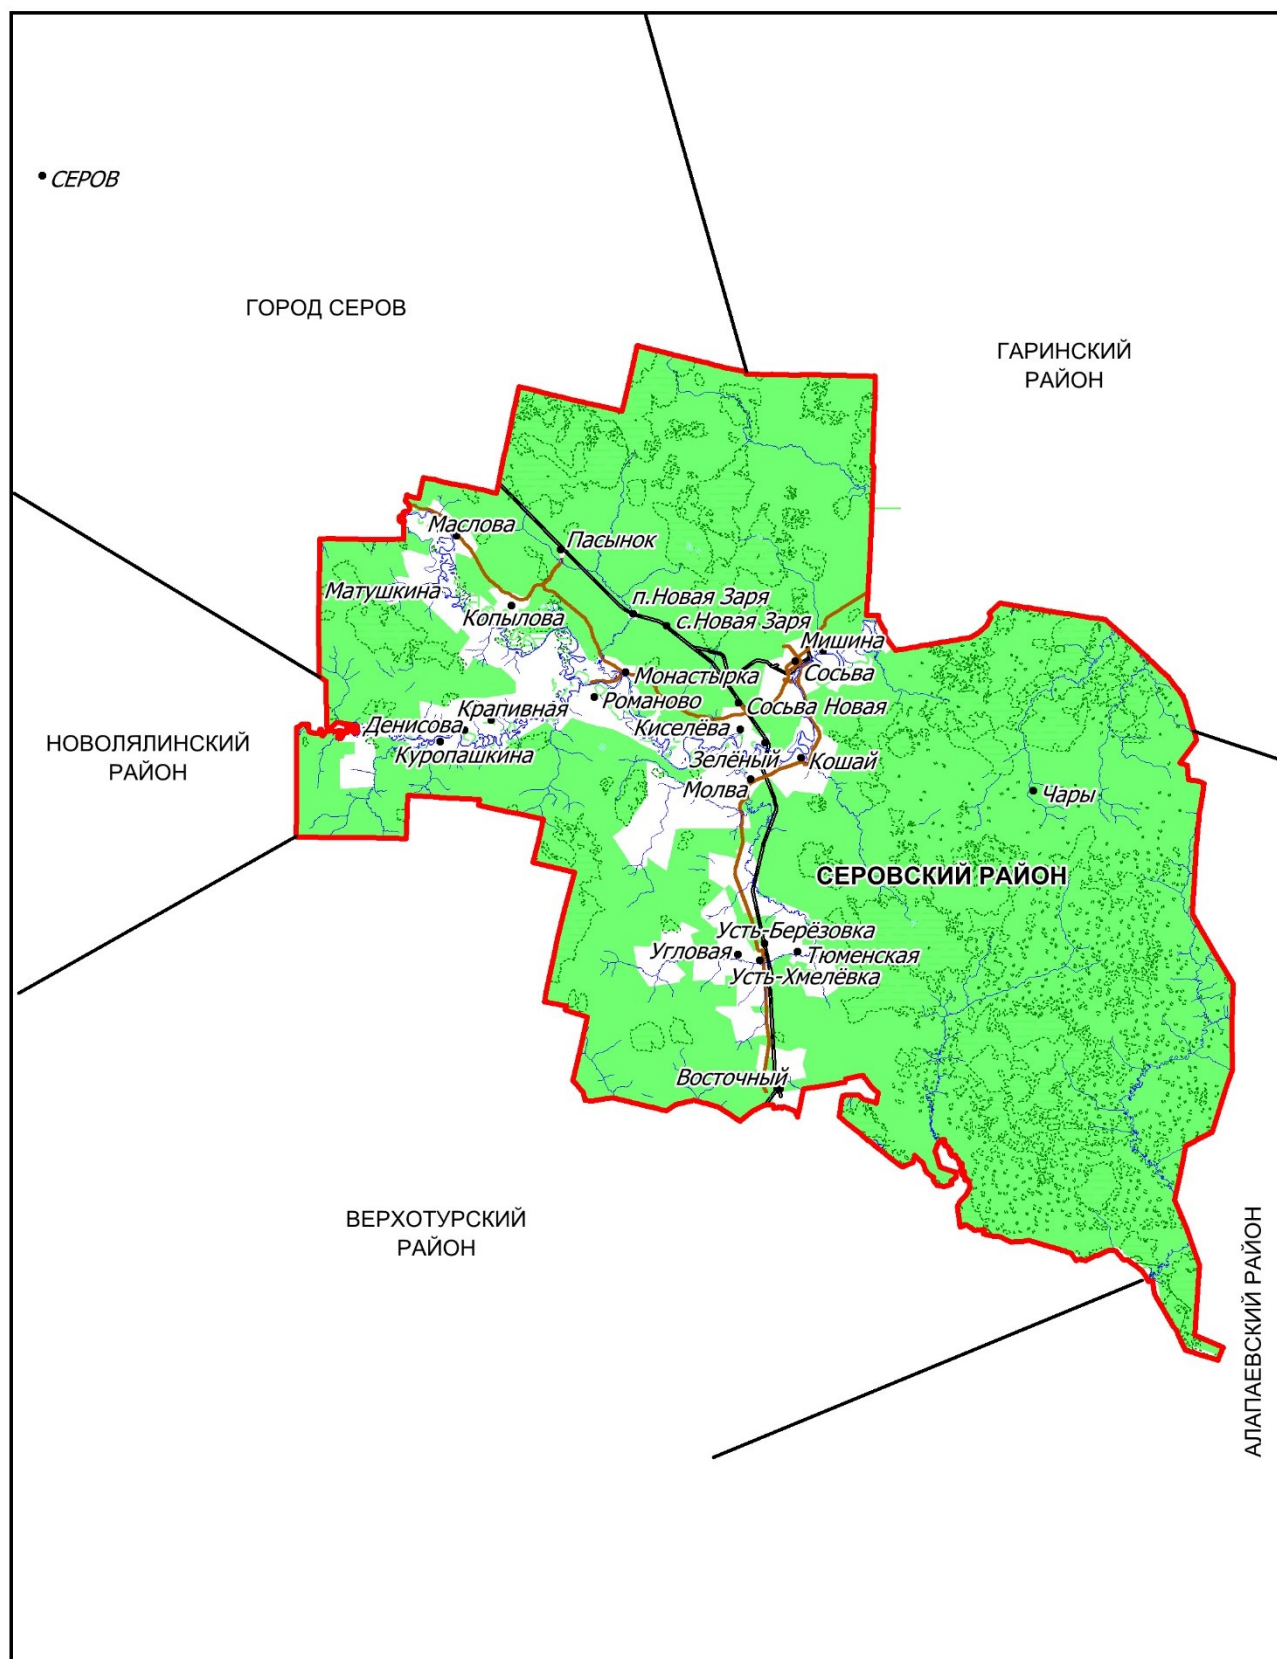 СЕРОВ
ГОРОД СЕРОВ
ГАРИНСКИЙ
РАЙОН
Маслова
Пасынок
Матушкина
п.Новая Заря
Копылова
с.Новая Заря
Мишина
Сосьва
Монастырка
Романово
Сосьва Новая
Крапивная
Денисова
Киселёва
Куропашкина
Зелёный
Кошай
Молва
Чары
НОВОЛЯЛИНСКИЙ
РАЙОН
СЕРОВСКИЙ РАЙОН
Усть-Берёзовка
Угловая
Тюменская
Усть-Хмелёвка
Восточный
ВЕРХОТУРСКИЙ
РАЙОН
АЛАПАЕВСКИЙ РАЙОН